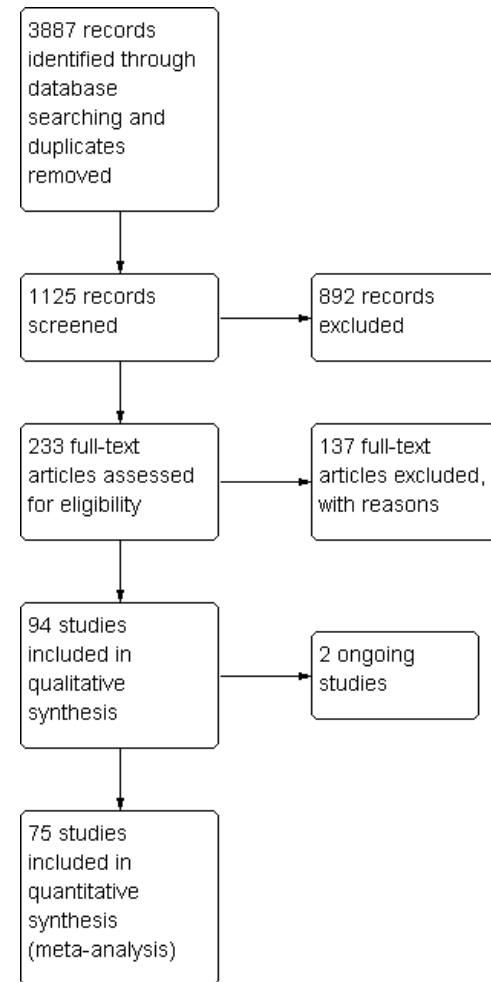 3887 records
identified through
database
searching and
duplicates
removed
1125 records
screened
892 records
excluded
233 full-text
articles assessed
for eligibility
137 full-text
articles excluded,
with reasons
94 studies
included in
qualitative
synthesis
2 ongoing
studies
75 studies
included in
quantitative
synthesis
(meta-analysis)